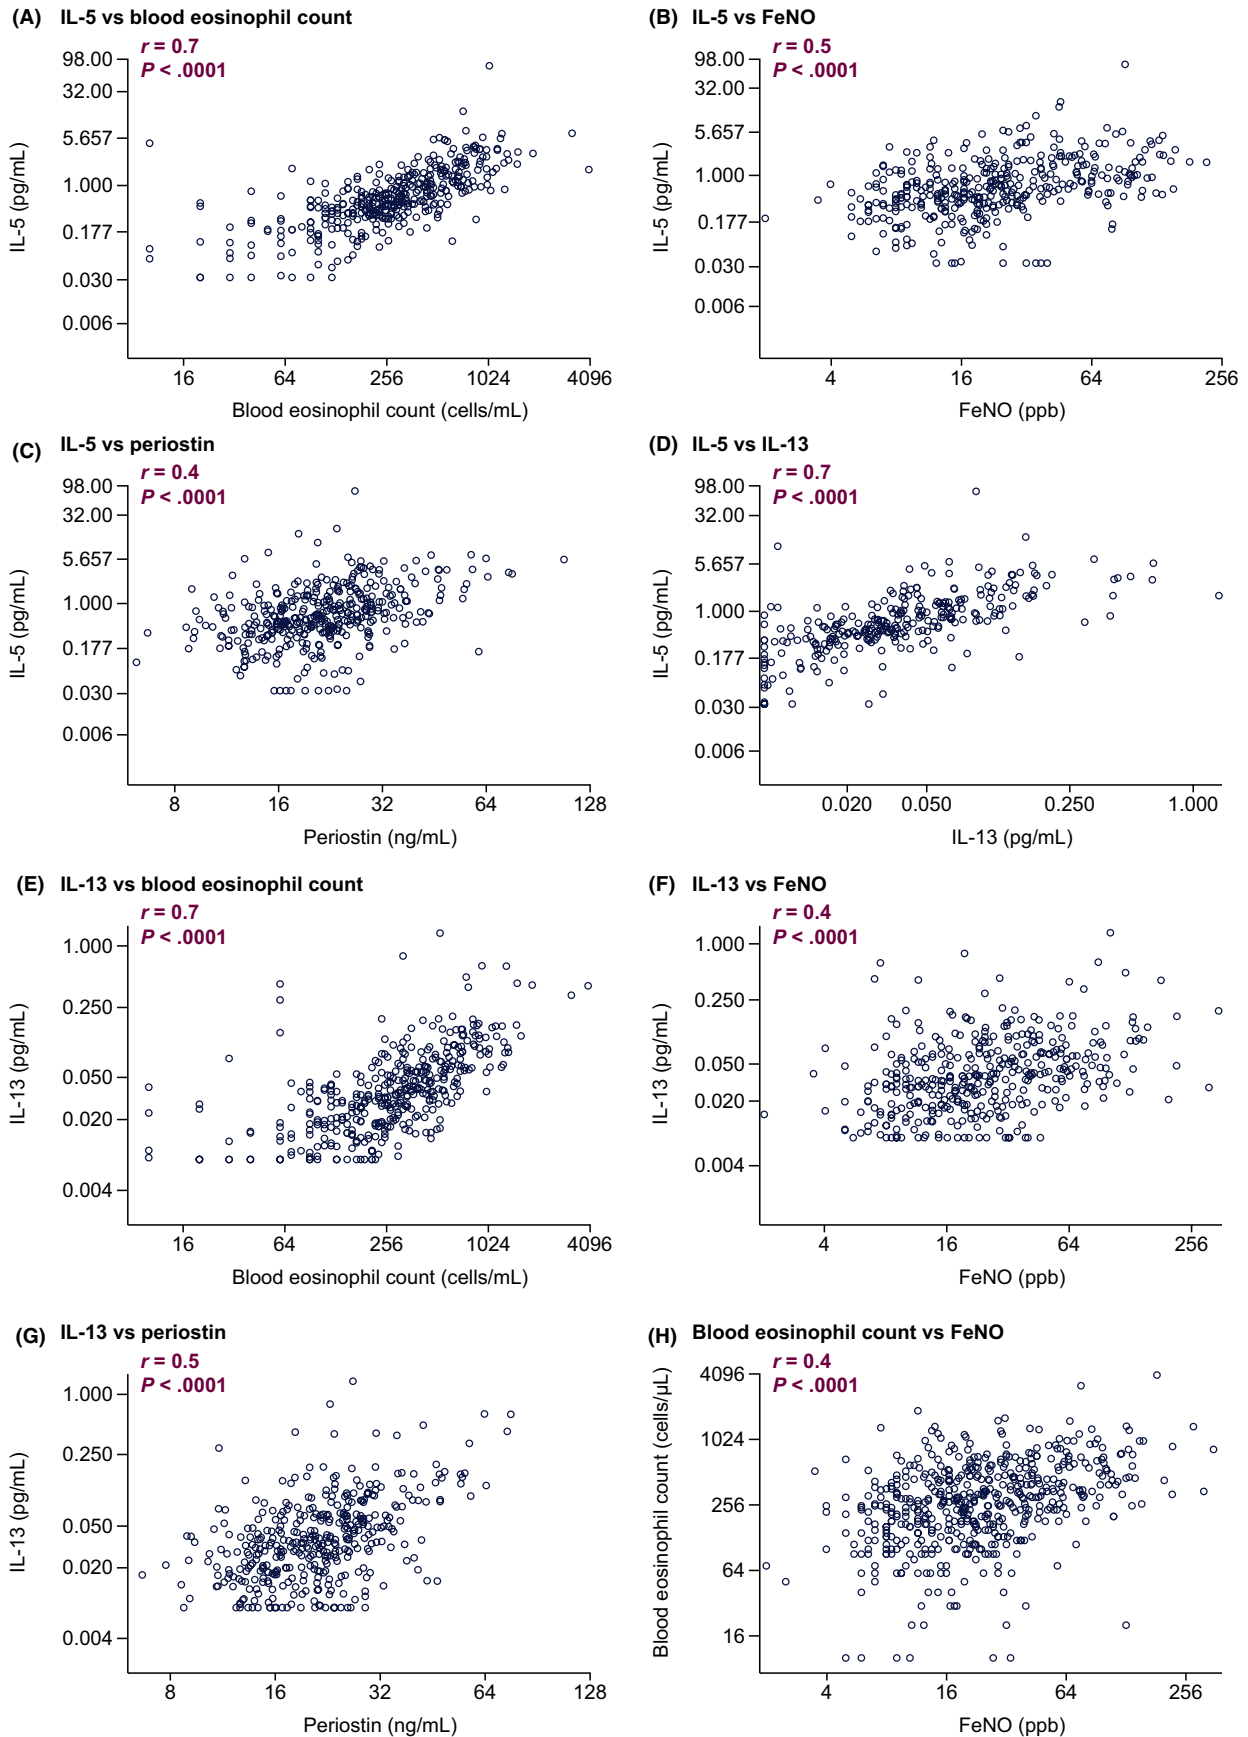 (A) IL-5 vs blood eosinophil count
r = 0.7
P < .0001
98.00
32.00
5.657
1.000
0.177
0.030
0.006
IL-5 (pg/mL)
16 64 256 1024 4096
Blood eosinophil count (cells/mL)
(B) IL-5 vs FeNO
r = 0.5
P < .0001
98.00
32.00
5.657
1.000
0.177
0.030
0.006
IL-5 (pg/mL)
4 16 64 256
FeNO (ppb)
(C) IL-5 vs periostin
r = 0.4
P < .0001
98.00
32.00
5.657
1.000
0.177
0.030
0.006
IL-5 (pg/mL)
8 16 32 64 128
Periostin (ng/mL)
(D) IL-5 vs IL-13
r = 0.7
P < .0001
98.00
32.00
5.657
1.000
0.177
0.030
0.006
IL-5 (pg/mL)
0.020 0.050 0.250 1.000
IL-13 (pg/mL)
(E) IL-13 vs blood eosinophil count
r = 0.7
P < .0001
1.000
0.250
0.050
0.020
0.004
IL-13 (pg/mL)
16 64 256 1024 4096
Blood eosinophil count (cells/mL)
(F) IL-13 vs FeNO
r = 0.4
P < .0001
1.000
0.250
0.050
0.020
0.004
IL-13 (pg/mL)
4 16 64 256
FeNO (ppb)
(G) IL-13 vs periostin
r = 0.5
P < .0001
1.000
0.250
0.050
0.020
0.004
IL-13 (pg/mL)
8 16 32 64 128
Periostin (ng/mL)
(H) Blood eosinophil count vs FeNO
r = 0.4
P < .0001
4096
1024
256
64
16
Blood eosinophil count (cells/µL)
4 16 64 256
FeNO (ppb)